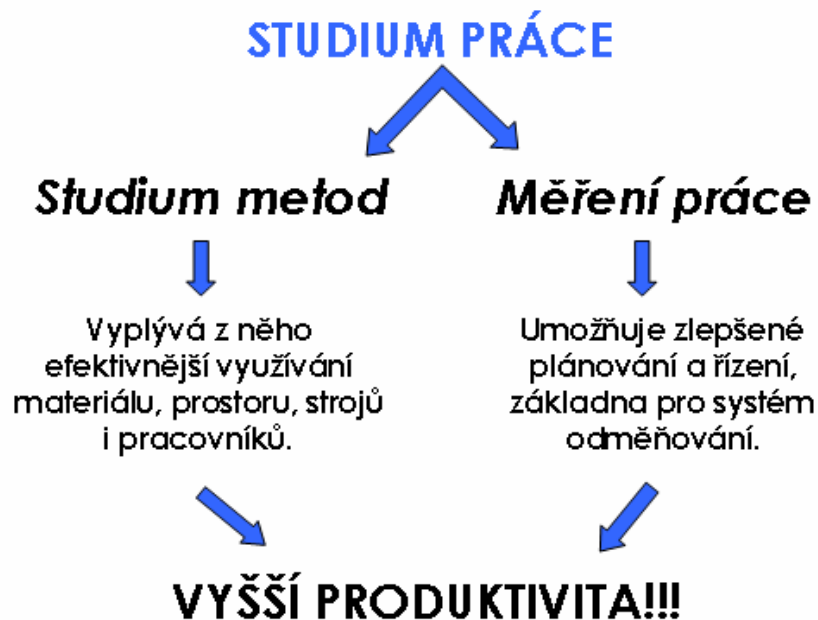 STUDIUM PRÁCE
Studium metod
Měření práce
Vyplývá z něho
efektivnější využívání
materiálu, prostoru, strojů
i pracovníků.
Umožňuje zlepšené
plánování a řízení,
základna pro systém
odměňování.
VYŠŠÍ PRODUKTIVITA!!!